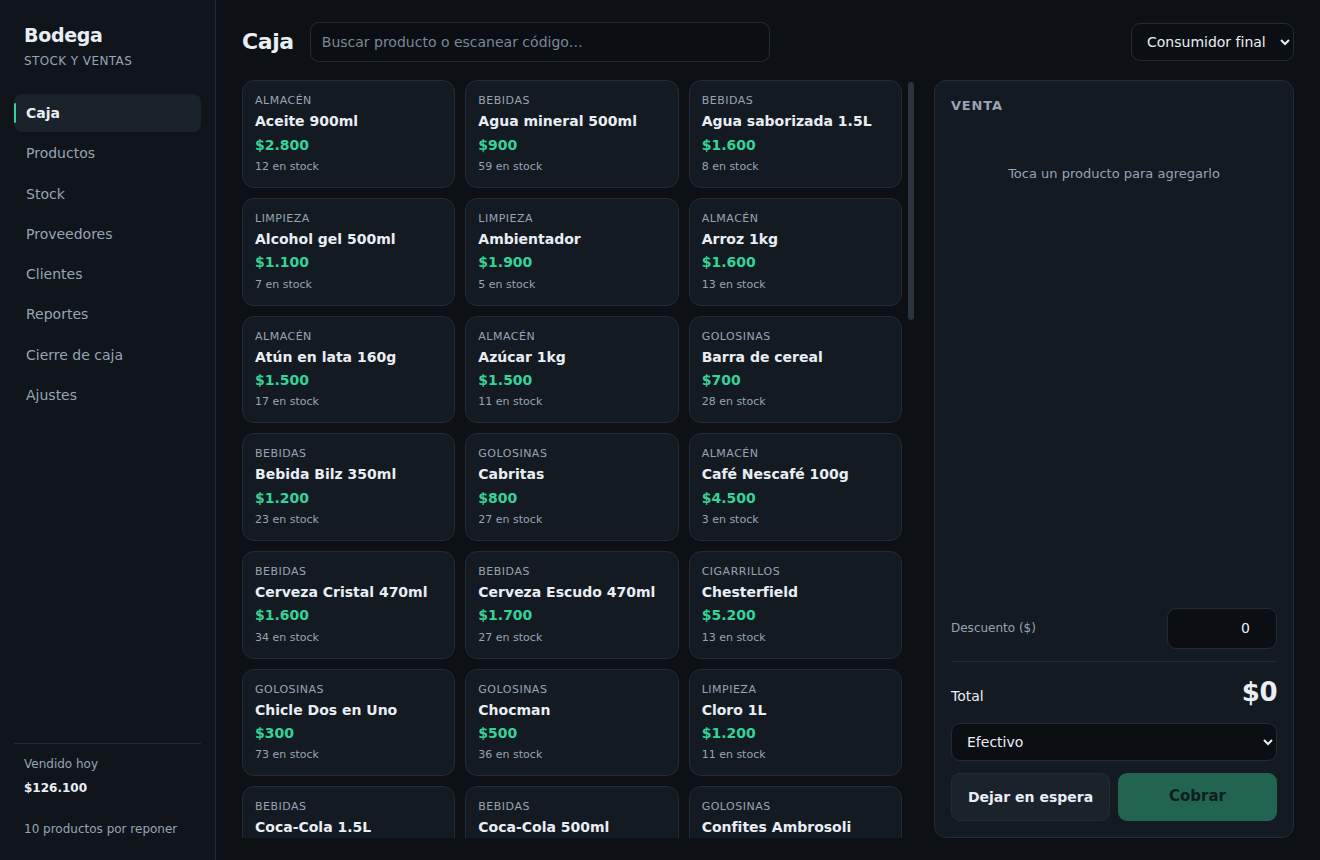 Bodega
STOCK Y VENTAS
Caja
Productos
Stock
Proveedores
Clientes
Reportes
Cierre de caja
Ajustes
Vendido hoy
$126.100
10 productos por reponer
Caja
Buscar producto o escanear código...
Consumidor final
ALMACÉN
Aceite 900ml
$2.800
12 en stock
BEBIDAS
Agua mineral 500ml
$900
59 en stock
BEBIDAS
Agua saborizada 1.5L
$1.600
8 en stock
LIMPIEZA
Alcohol gel 500ml
$1.100
7 en stock
LIMPIEZA
Ambientador
$1.900
5 en stock
ALMACÉN
Arroz 1kg
$1.600
13 en stock
ALMACÉN
Atún en lata 160g
$1.500
17 en stock
ALMACÉN
Azúcar 1kg
$1.500
11 en stock
GOLOSINAS
Barra de cereal
$700
28 en stock
BEBIDAS
Bebida Bilz 350ml
$1.200
23 en stock
GOLOSINAS
Cabritas
$800
27 en stock
ALMACÉN
Café Nescafé 100g
$4.500
3 en stock
BEBIDAS
Cerveza Cristal 470ml
$1.600
34 en stock
BEBIDAS
Cerveza Escudo 470ml
$1.700
27 en stock
CIGARRILLOS
Chesterfield
$5.200
13 en stock
GOLOSINAS
Chicle Dos en Uno
$300
73 en stock
GOLOSINAS
Chocman
$500
36 en stock
LIMPIEZA
Cloro 1L
$1.200
11 en stock
BEBIDAS
Coca-Cola 1.5L
BEBIDAS
Coca-Cola 500ml
GOLOSINAS
Confites Ambrosoli
VENTA
Toca un producto para agregarlo
Descuento ($)
0
Total
$0
Efectivo
Dejar en espera
Cobrar